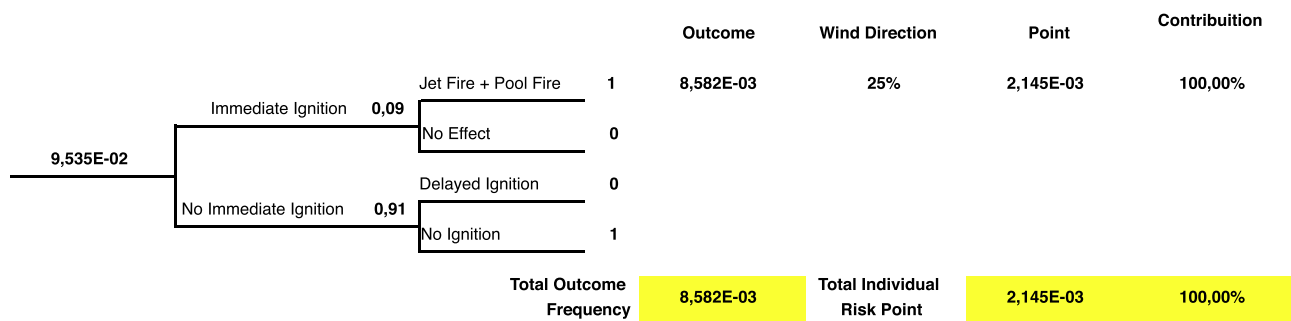 Outcome Wind Direction Point Contribuition
Jet Fire + Pool Fire 1 8,582E-03 25% 2,145E-03 100,00%
Immediate Ignition 0,09
No Effect 0
9,535E-02
Delayed Ignition 0
No Immediate Ignition 0,91
No Ignition 1
Total Outcome Total Individual
8,582E-03 2,145E-03 100,00%
Frequency Risk Point